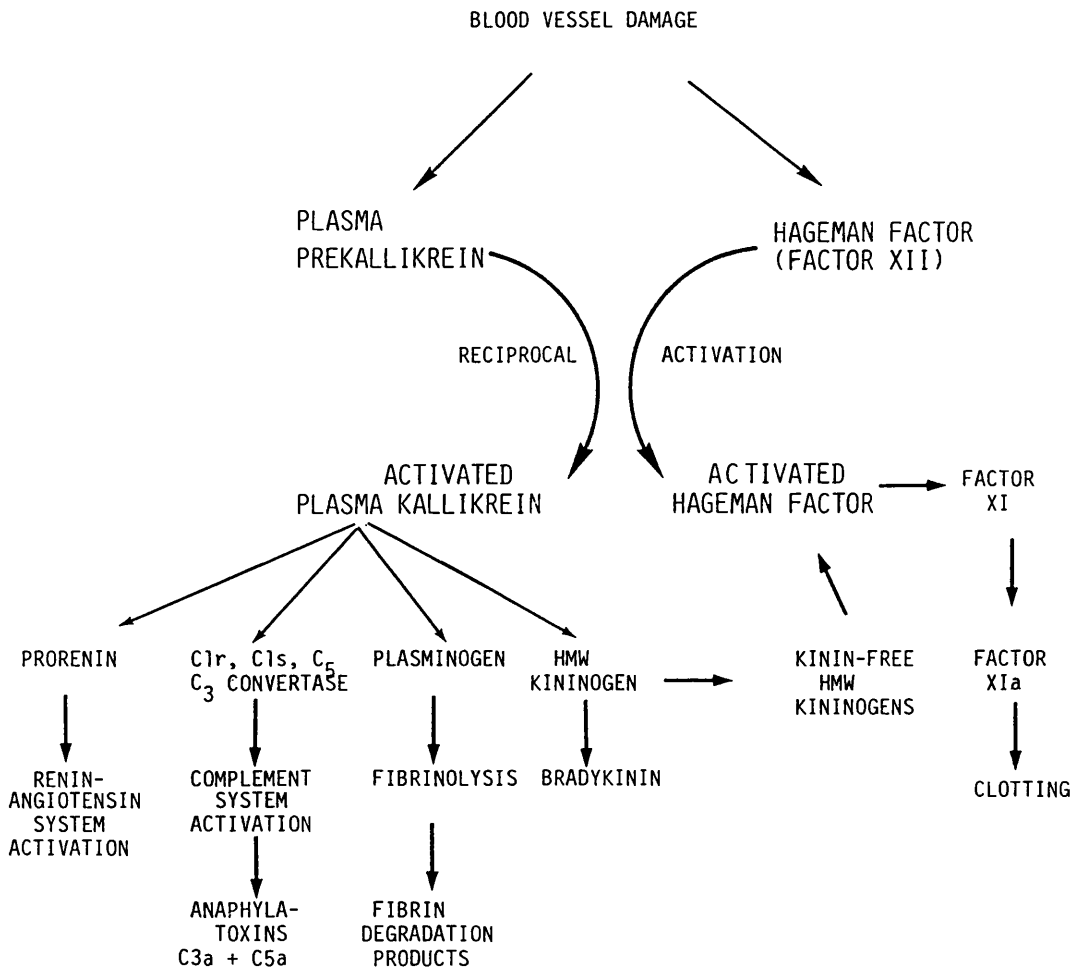 BLOOD VESSEL DAMAGE
PLASMA
PREKALLIKREIN
HAGEMAN FACTOR
(FACTOR XII)
RECIPROCAL
ACTIVATION
ACTIVATED
PLASMA KALLIKREIN
ACTIVATED
HAGEMAN FACTOR
FACTOR
XI
PRORENIN
C1r, C1s, C5
C3 CONVERTASE
PLASMINOGEN
HMW
KININOGEN
KININ-FREE
HMW
KININOGENS
FACTOR
XIa
RENIN-
ANGIOTENSIN
SYSTEM
ACTIVATION
COMPLEMENT
SYSTEM
ACTIVATION
FIBRINOLYSIS
BRADYKININ
CLOTTING
ANAPHYLA-
TOXINS
C3a + C5a
FIBRIN
DEGRADATION
PRODUCTS